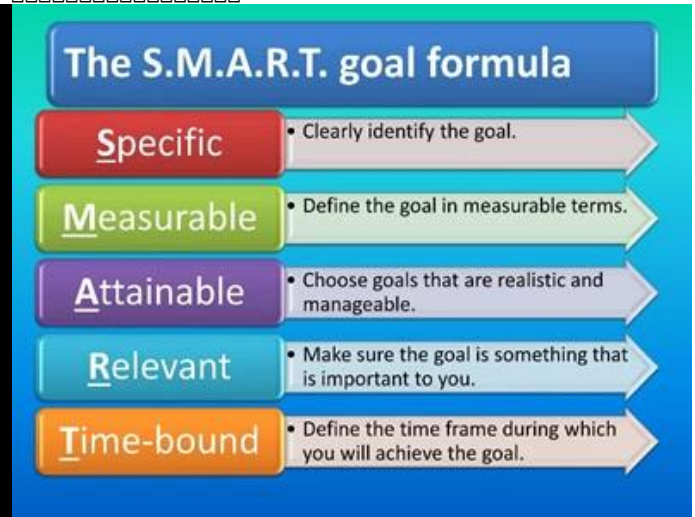 The S.M.A.R.T. goal formula
Specific
• Clearly identify the goal.
Measurable
• Define the goal in measurable terms.
Attainable
• Choose goals that are realistic and
manageable.
Relevant
• Make sure the goal is something that
is important to you.
Time-bound
• Define the time frame during which
you will achieve the goal.